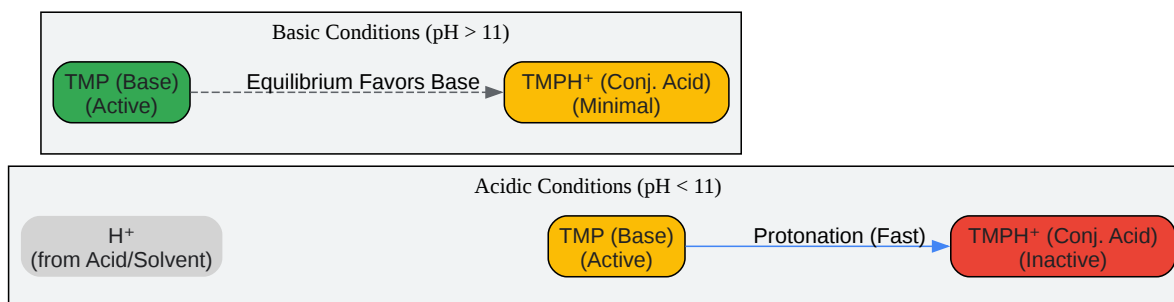 Basic Conditions (pH > 11)
TMP (Base)
(Active)
Equilibrium Favors Base
TMPH⁺ (Conj. Acid)
(Minimal)
Acidic Conditions (pH < 11)
H⁺
(from Acid/Solvent)
TMP (Base)
(Active)
Protonation (Fast)
TMPH⁺ (Conj. Acid)
(Inactive)